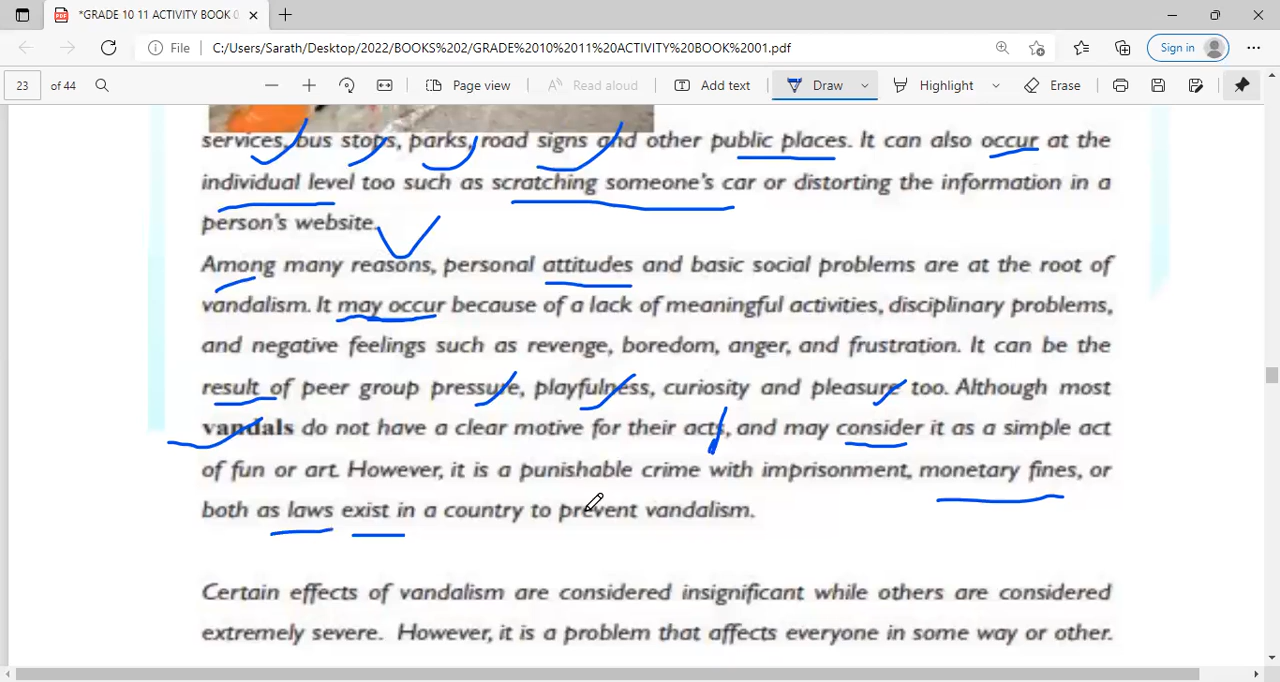 *GRADE 10 11 ACTIVITY BOOK 0
File C:/Users/Sarath/Desktop/2022/BOOKS%202/GRADE%2010%2011%20ACTIVITY%20BOOK%2001.pdf
Sign in
23 of 44 Page view Read aloud Add text Draw Highlight Erase
services, bus stops, parks, road signs and other public places. It can also occur at the
individual level too such as scratching someone's car or distorting the information in a
person's website.
Among many reasons, personal attitudes and basic social problems are at the root of
vandalism. It may occur because of a lack of meaningful activities, disciplinary problems,
and negative feelings such as revenge, boredom, anger, and frustration. It can be the
result of peer group pressure, playfulness, curiosity and pleasure too. Although most
vandals do not have a clear motive for their acts, and may consider it as a simple act
of fun or art. However, it is a punishable crime with imprisonment, monetary fines, or
both as laws exist in a country to prevent vandalism.
Certain effects of vandalism are considered insignificant while others are considered
extremely severe. However, it is a problem that affects everyone in some way or other.